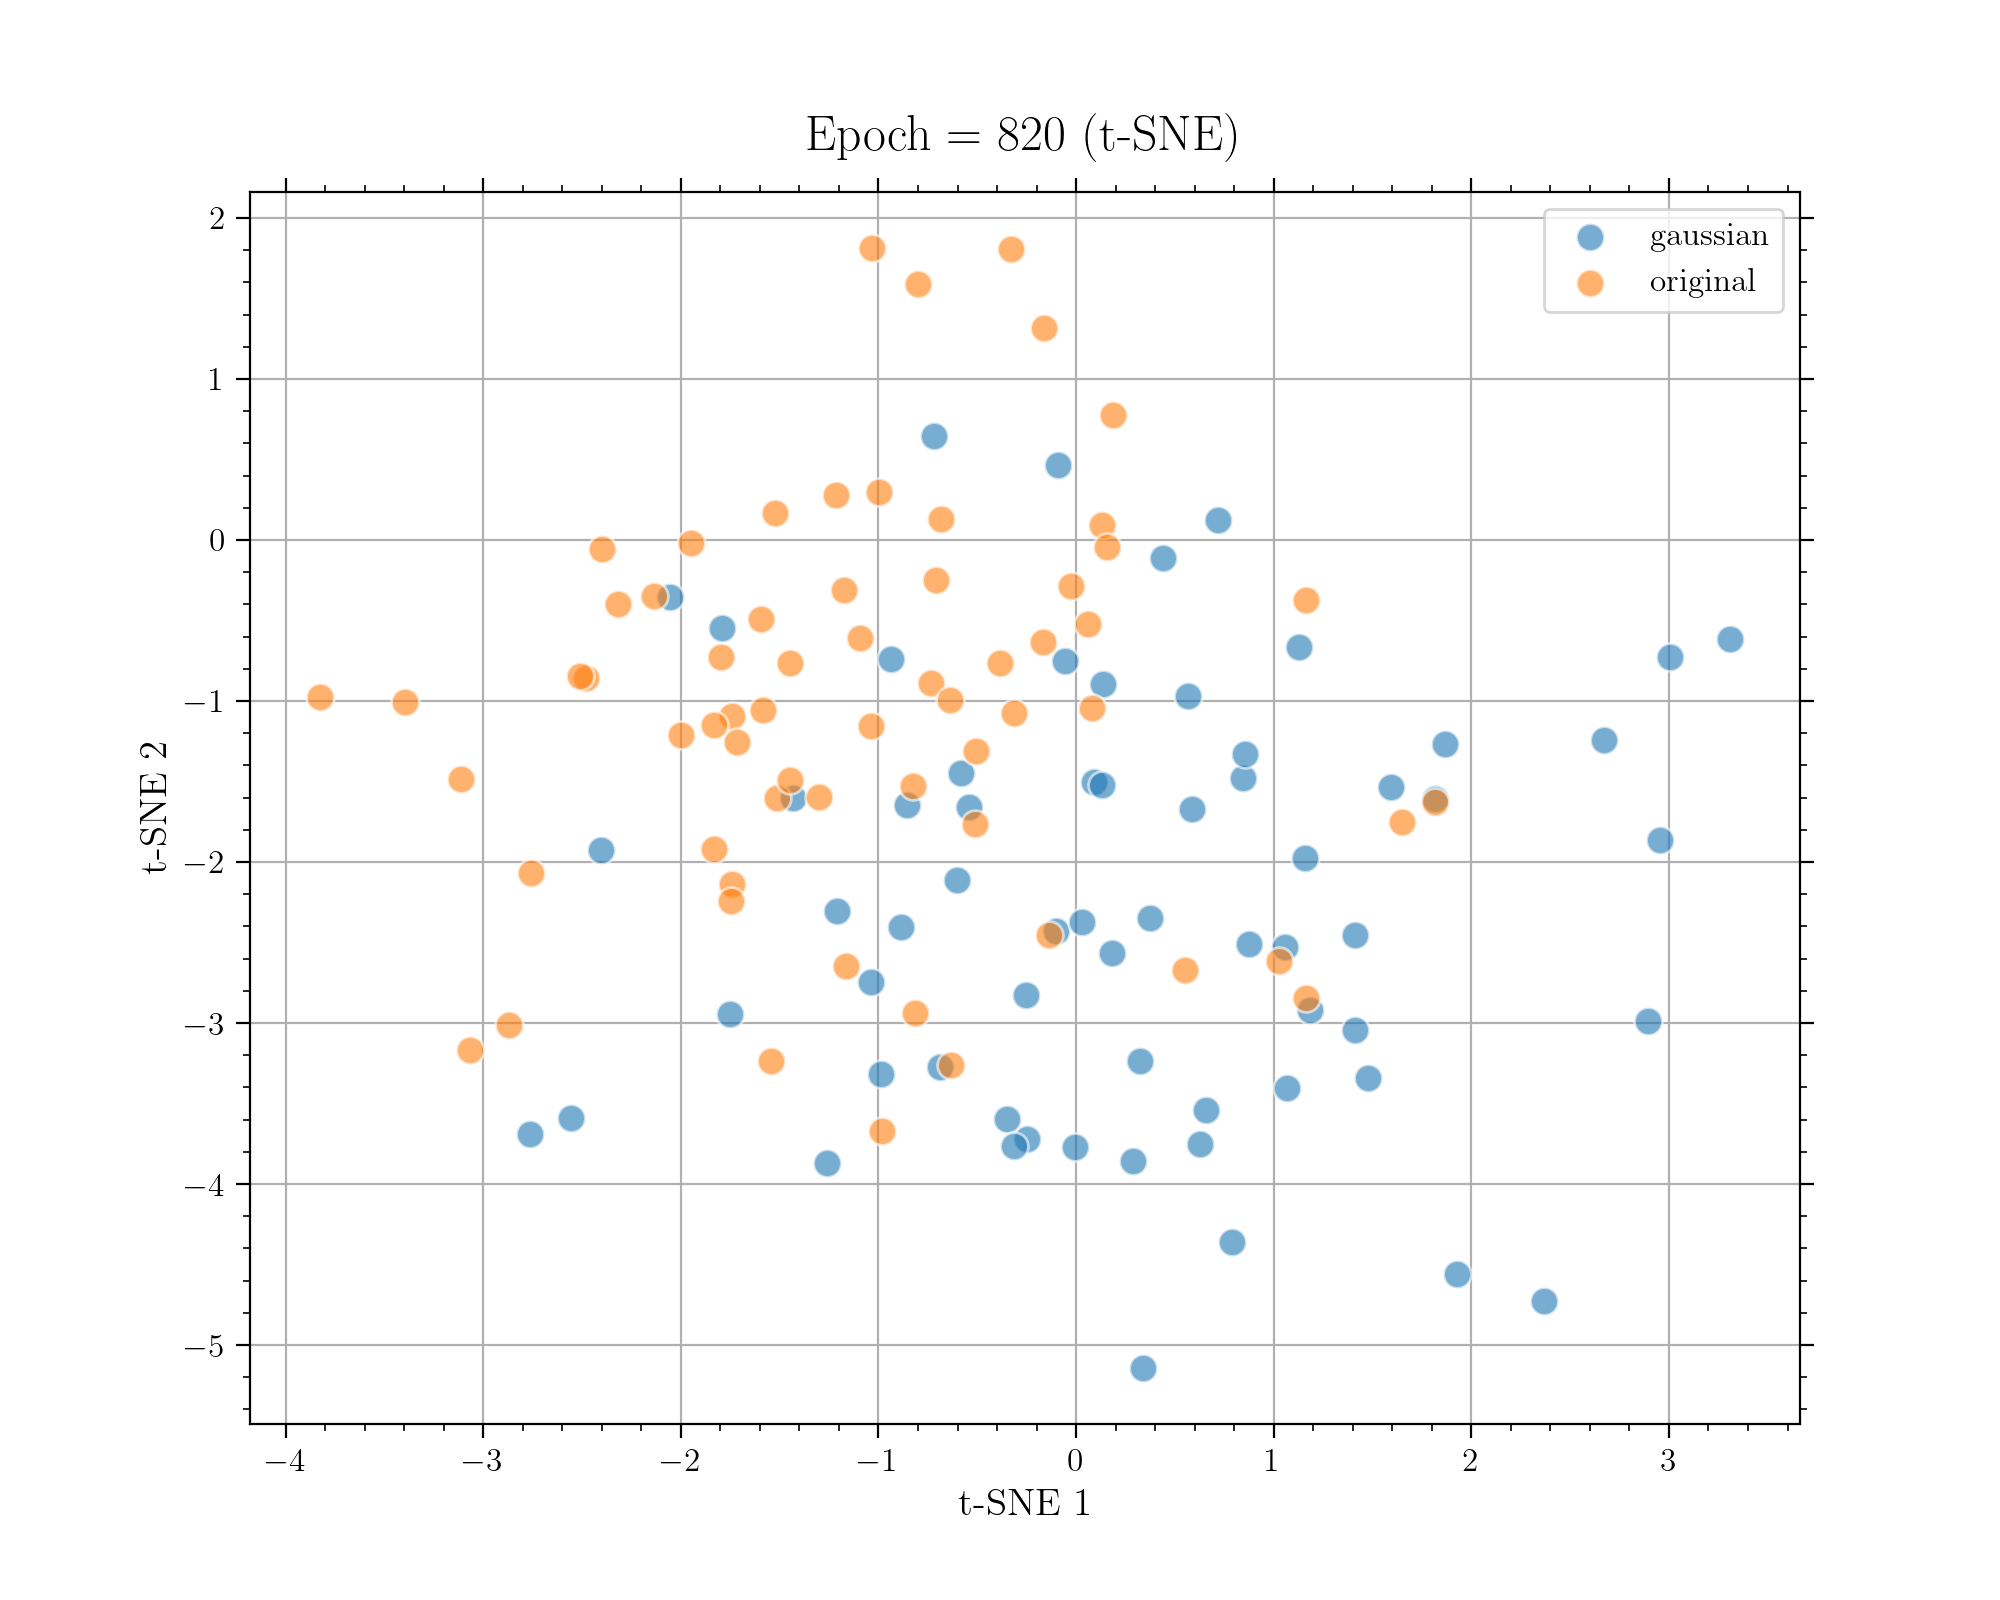 Epoch = 820 (t-SNE)
gaussian
original
2
1
0
−1
−2
−3
−4
−5
t-SNE 2
−4 −3 −2 −1 0 1 2 3
t-SNE 1